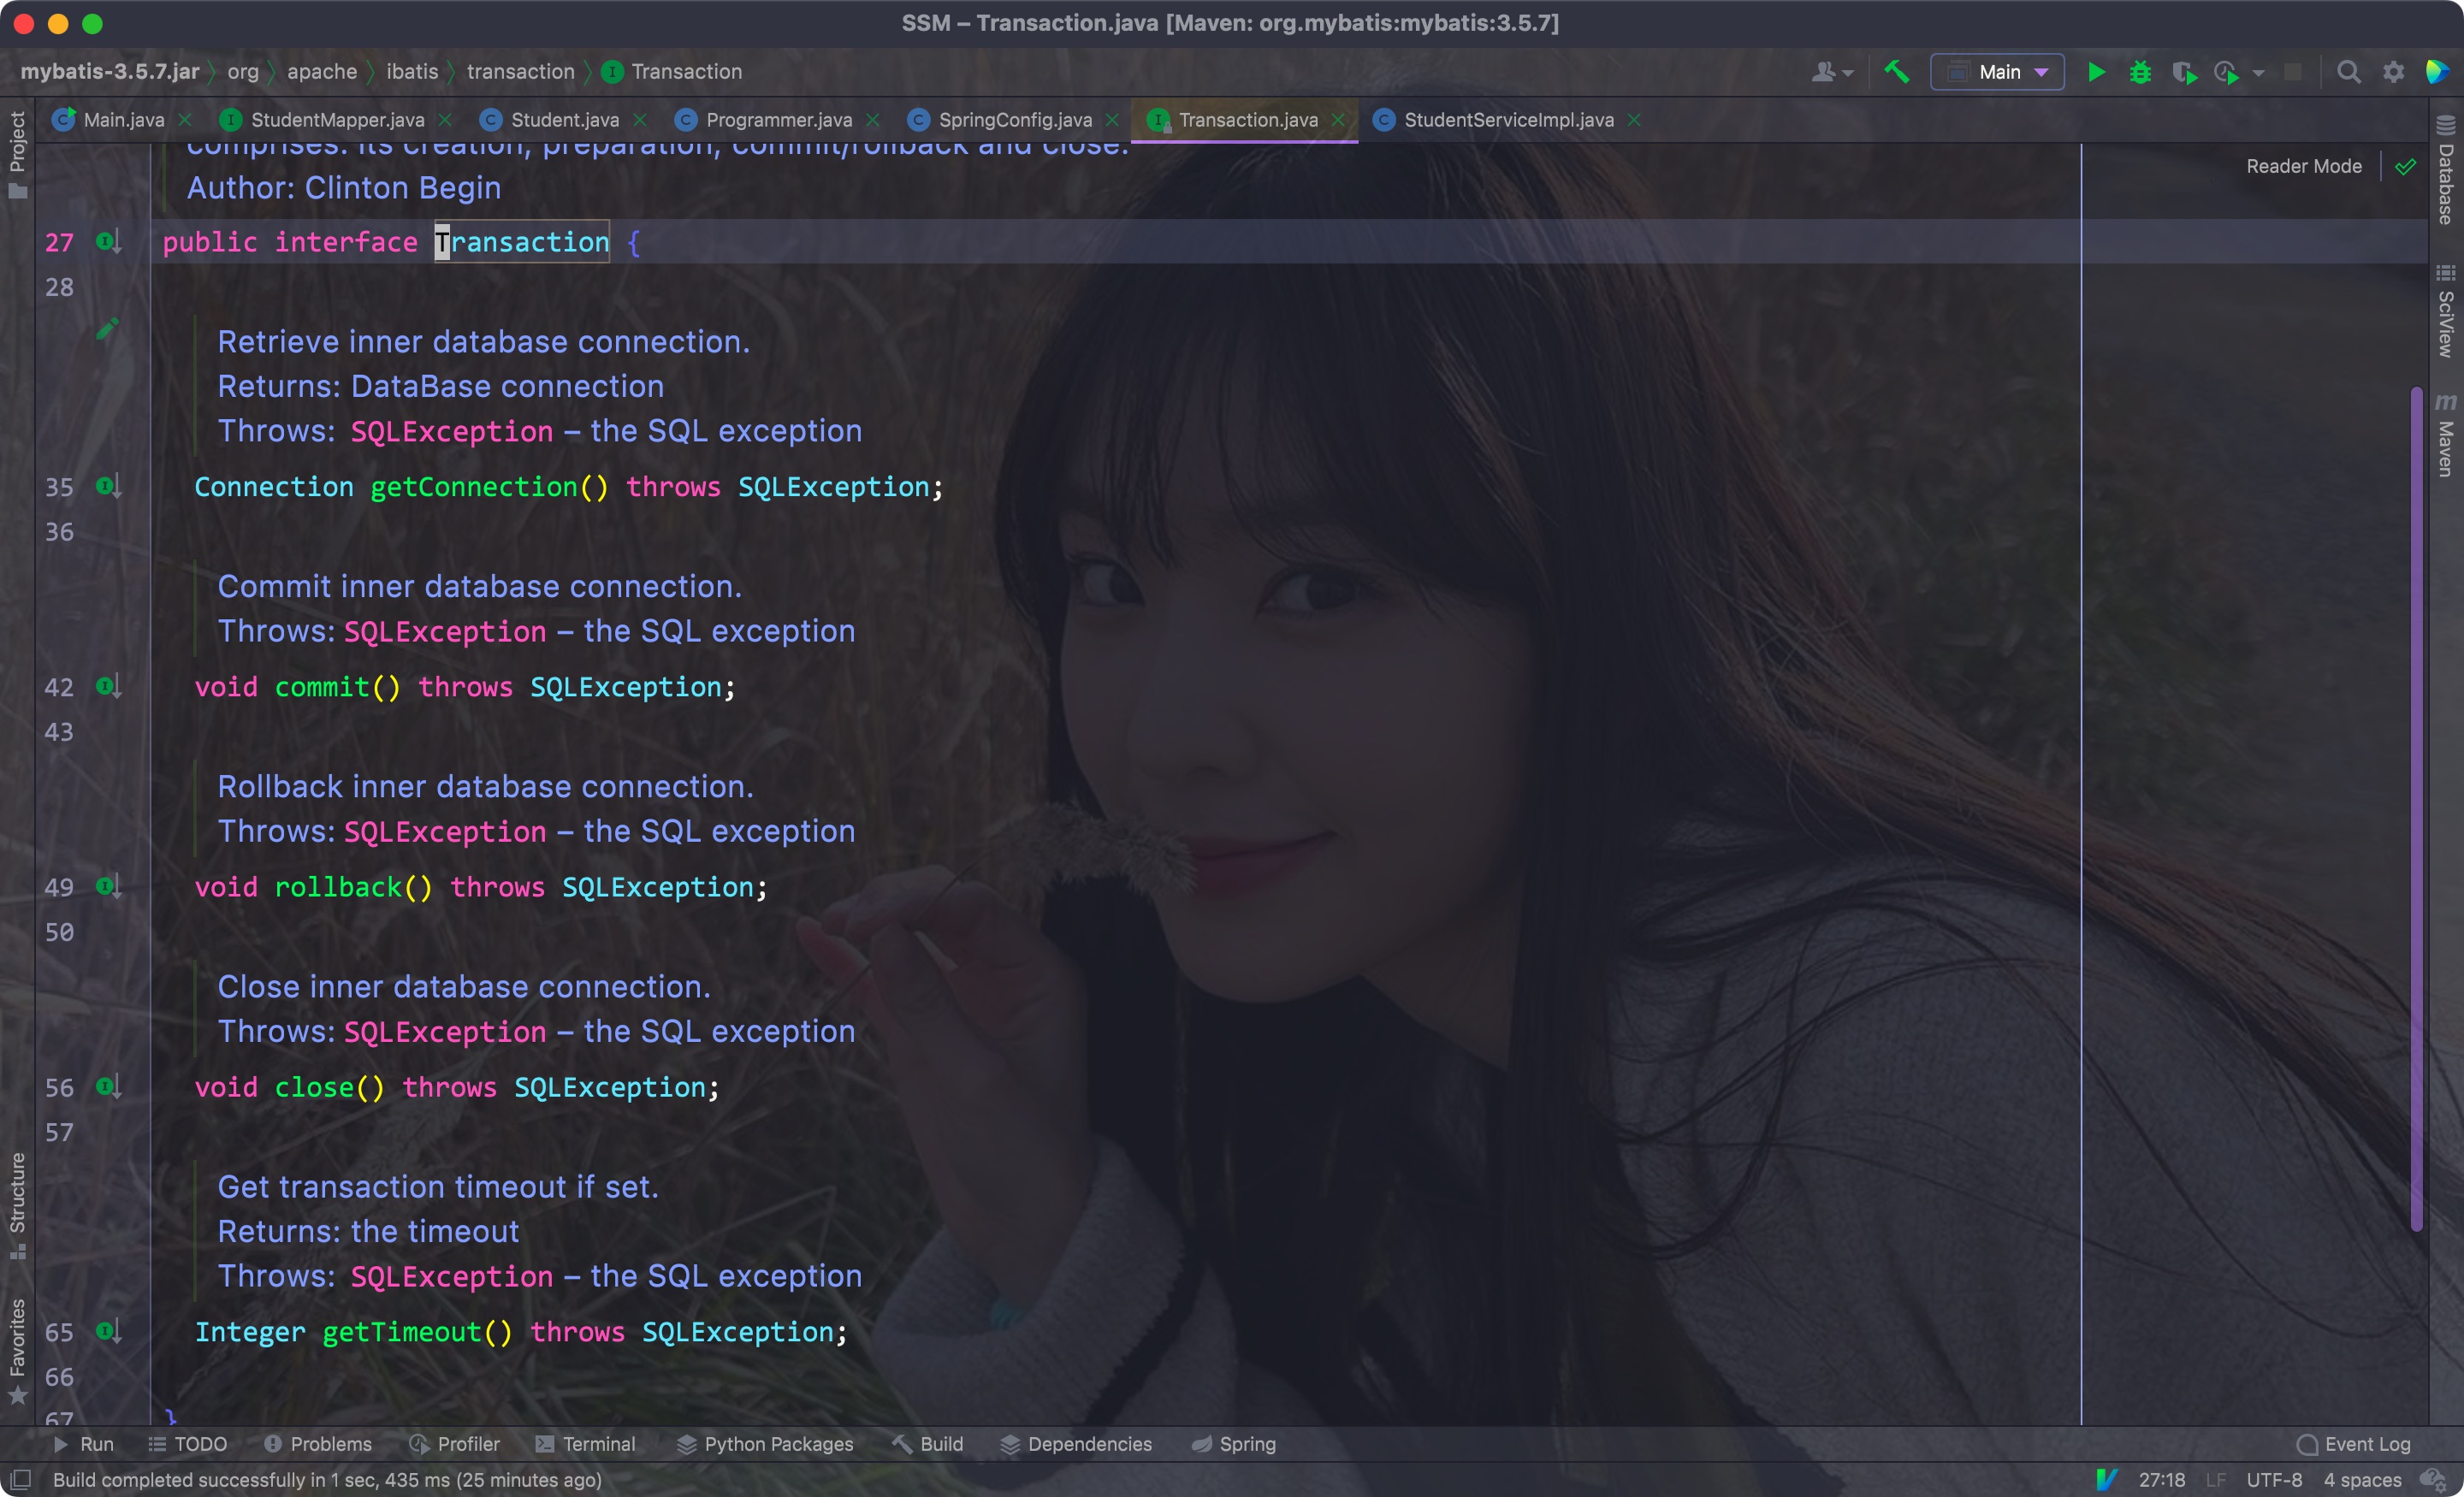 SSM – Transaction.java [Maven: org.mybatis:mybatis:3.5.7]
mybatis-3.5.7.jar org apache ibatis transaction Transaction
Main
Main.java StudentMapper.java Student.java Programmer.java SpringConfig.java Transaction.java StudentServiceImpl.java
Project
Database
SciView
Maven
Structure
Favorites
Reader Mode
comprises: its creation, preparation, commit/rollback and close.
Author: Clinton Begin
27 public interface Transaction {
28
Retrieve inner database connection.
Returns: DataBase connection
Throws: SQLException – the SQL exception
35 Connection getConnection() throws SQLException;
36
Commit inner database connection.
Throws: SQLException – the SQL exception
42 void commit() throws SQLException;
43
Rollback inner database connection.
Throws: SQLException – the SQL exception
49 void rollback() throws SQLException;
50
Close inner database connection.
Throws: SQLException – the SQL exception
56 void close() throws SQLException;
57
Get transaction timeout if set.
Returns: the timeout
Throws: SQLException – the SQL exception
65 Integer getTimeout() throws SQLException;
66
67 }
Run TODO Problems Profiler Terminal Python Packages Build Dependencies Spring Event Log
Build completed successfully in 1 sec, 435 ms (25 minutes ago) 27:18 LF UTF-8 4 spaces